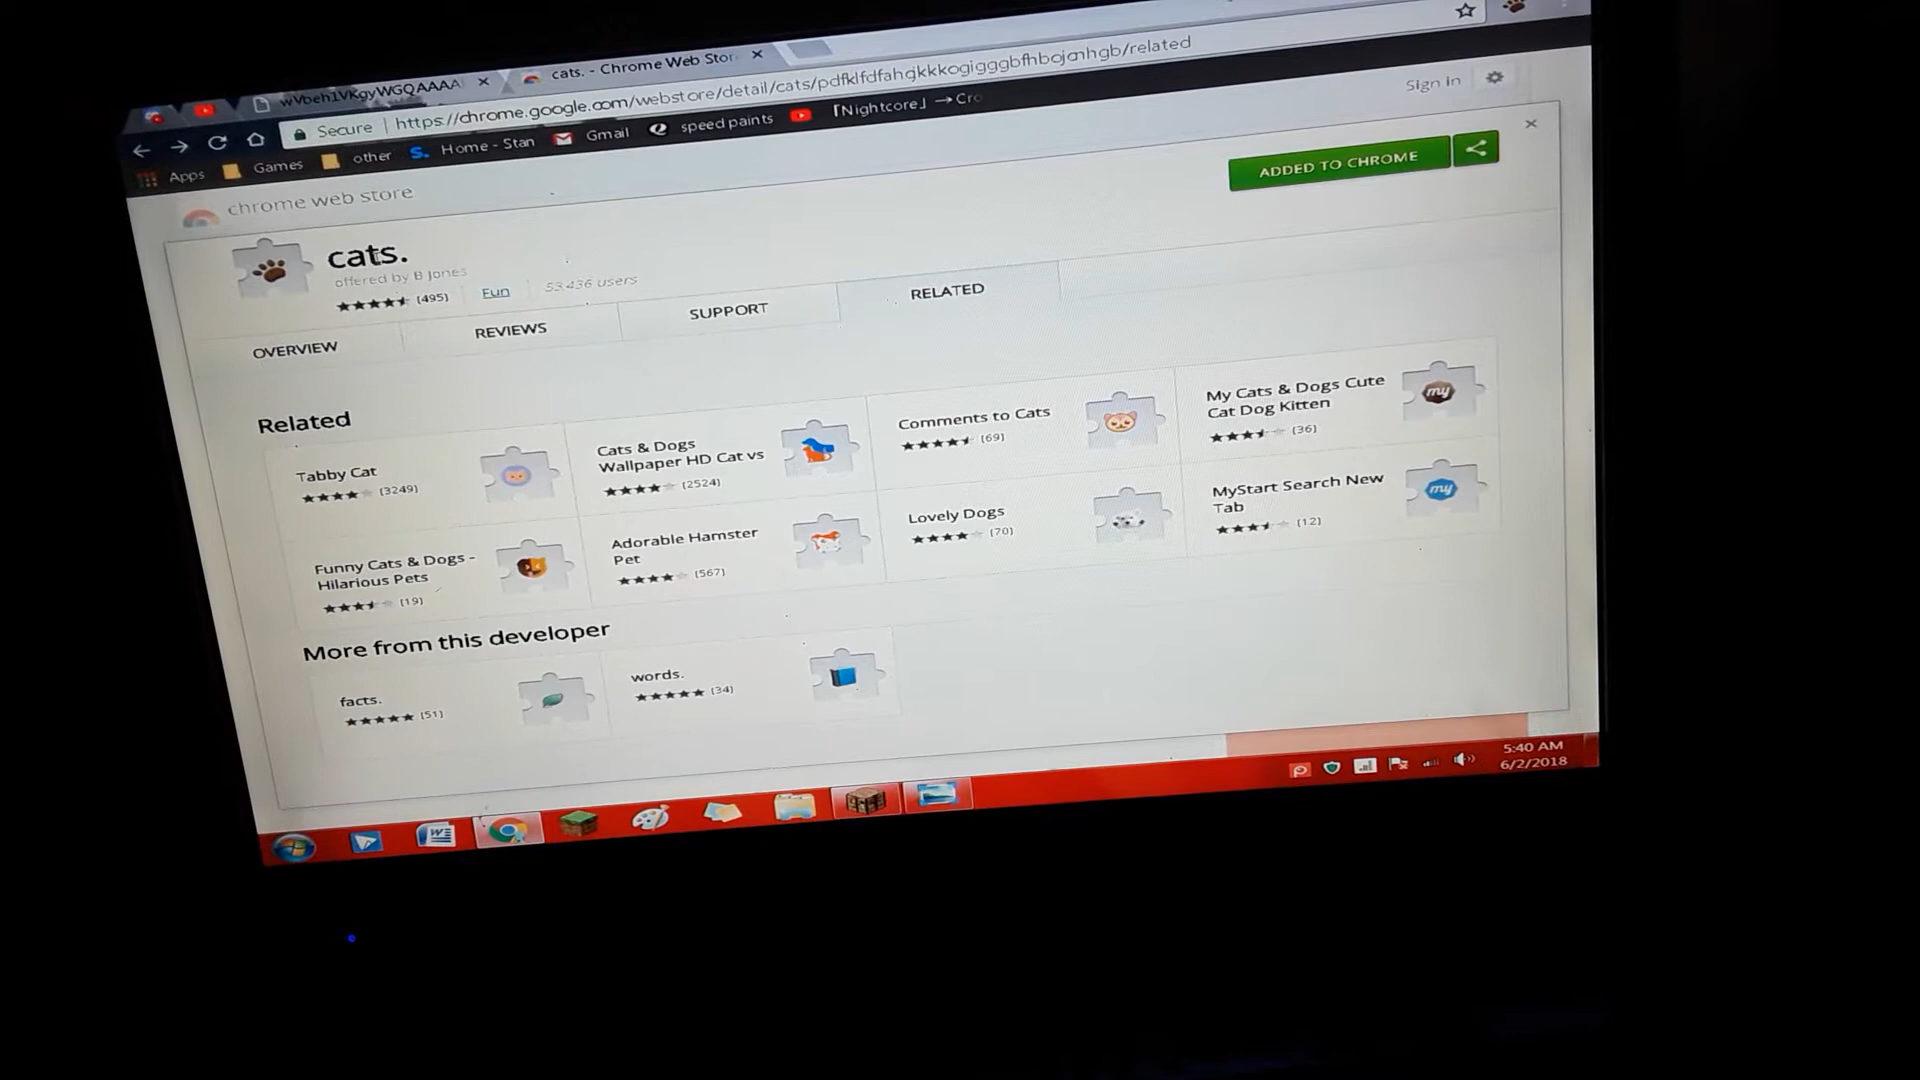 cats. - Chrome Web Stor
Secure | https://chrome.google.com/webstore/detail/cats/
Apps Games other Home - Stan Gmail speed paints 「Nightcore」 → Cro
Sign in
chrome web store
ADDED TO CHROME
cats.
offered by B Jones
(495) Fun 53 436 users
OVERVIEW REVIEWS SUPPORT RELATED
Related
Tabby Cat
(3249)
Cats & Dogs
Wallpaper HD Cat vs
(2524)
Comments to Cats
(69)
My Cats & Dogs Cute
Cat Dog Kitten
my
(36)
Funny Cats & Dogs -
Hilarious Pets
(19)
Adorable Hamster
Pet
(567)
Lovely Dogs
(70)
MyStart Search New
Tab
my
(12)
More from this developer
facts.
(51)
words.
(34)
5:40 AM
6/2/2018